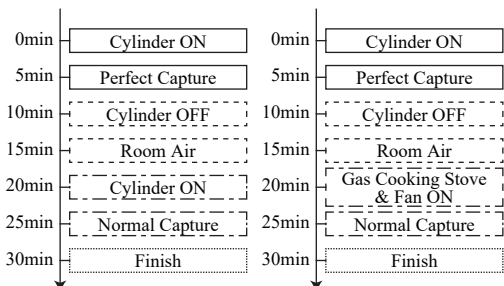 0min Cylinder ON
5min Perfect Capture
10min Cylinder OFF
15min Room Air
20min Cylinder ON
25min Normal Capture
30min Finish
0min Cylinder ON
5min Perfect Capture
10min Cylinder OFF
15min Room Air
20min Gas Cooking Stove
& Fan ON
25min Normal Capture
30min Finish